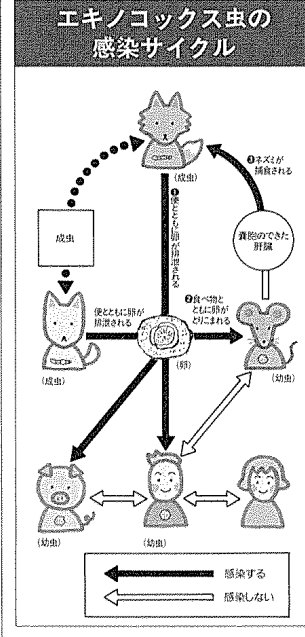 エキノコックス虫の
感染サイクル
(成虫)
❸ネズミが
捕食される
❶便とともに卵が排泄される
成虫
嚢胞のできた
肝臓
便とともに卵が
排泄される
❷食べ物と
ともに卵が
とりこまれる
(成虫)
(卵)
(幼虫)
(幼虫)
(幼虫)
感染する
感染しない